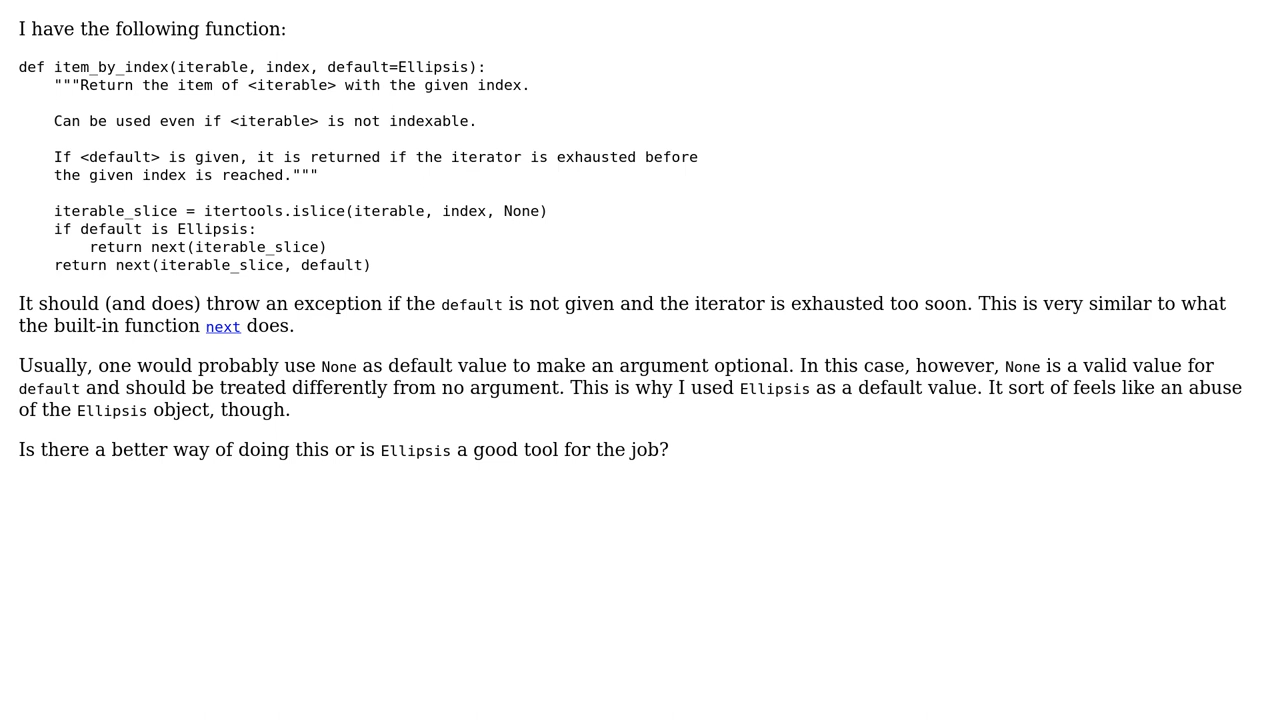 I have the following function:
def item_by_index(iterable, index, default=Ellipsis):
    """Return the item of <iterable> with the given index.
    Can be used even if <iterable> is not indexable.
    If <default> is given, it is returned if the iterator is exhausted before
    the given index is reached."""
    iterable_slice = itertools.islice(iterable, index, None)
    if default is Ellipsis:
        return next(iterable_slice)
    return next(iterable_slice, default)
It should (and does) throw an exception if the default is not given and the iterator is exhausted too soon. This is very similar to what
the built-in function next does.
Usually, one would probably use None as default value to make an argument optional. In this case, however, None is a valid value for
default and should be treated differently from no argument. This is why I used Ellipsis as a default value. It sort of feels like an abuse
of the Ellipsis object, though.
Is there a better way of doing this or is Ellipsis a good tool for the job?